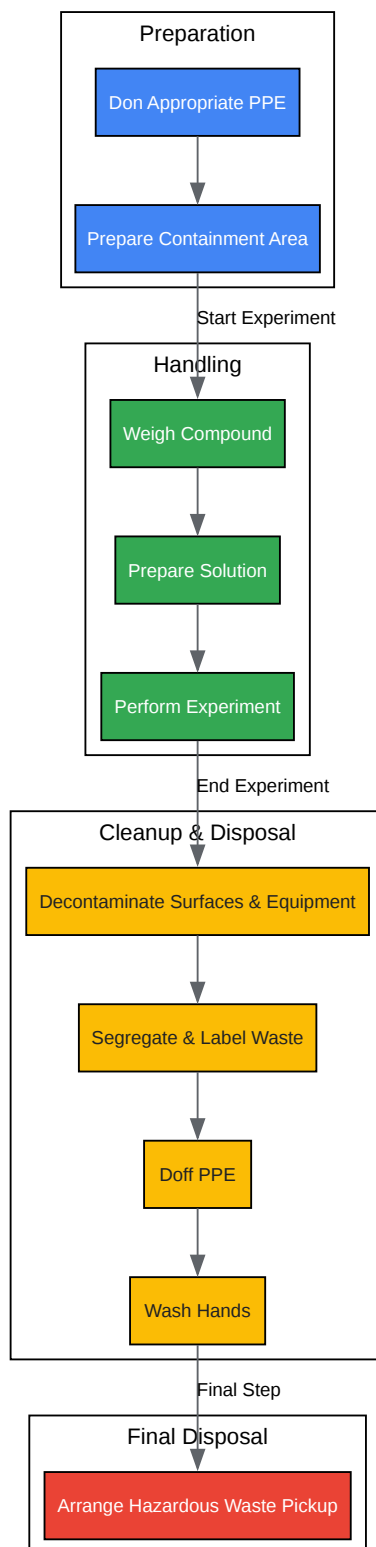 Preparation
Don Appropriate PPE
Prepare Containment Area
Start Experiment
Handling
Weigh Compound
Prepare Solution
Perform Experiment
End Experiment
Cleanup & Disposal
Decontaminate Surfaces & Equipment
Segregate & Label Waste
Doff PPE
Wash Hands
Final Step
Final Disposal
Arrange Hazardous Waste Pickup